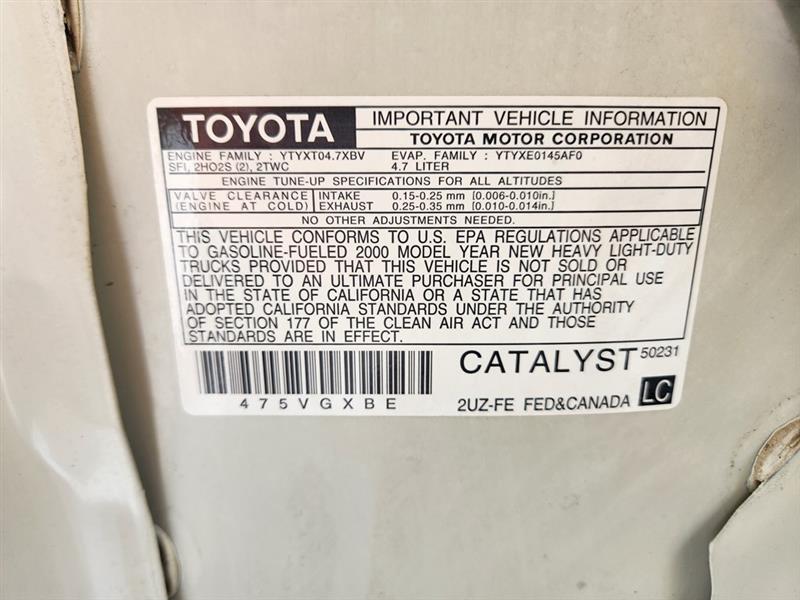 TOYOTA
IMPORTANT VEHICLE INFORMATION
TOYOTA MOTOR CORPORATION
ENGINE FAMILY : YTYXT04.7XBV EVAP. FAMILY : YTYXE0145AF0
SFI, 2HO2S (2), 2TWC 4.7 LITER
ENGINE TUNE-UP SPECIFICATIONS FOR ALL ALTITUDES
VALVE CLEARANCE INTAKE 0.15-0.25 mm [0.006-0.010in.]
(ENGINE AT COLD) EXHAUST 0.25-0.35 mm [0.010-0.014in.]
NO OTHER ADJUSTMENTS NEEDED.
THIS VEHICLE CONFORMS TO U.S. EPA REGULATIONS APPLICABLE
TO GASOLINE-FUELED 2000 MODEL YEAR NEW HEAVY LIGHT-DUTY
TRUCKS PROVIDED THAT THIS VEHICLE IS NOT SOLD OR
DELIVERED TO AN ULTIMATE PURCHASER FOR PRINCIPAL USE
IN THE STATE OF CALIFORNIA OR A STATE THAT HAS
ADOPTED CALIFORNIA STANDARDS UNDER THE AUTHORITY
OF SECTION 177 OF THE CLEAN AIR ACT AND THOSE
STANDARDS ARE IN EFFECT.
CATALYST 50231
475VGXBE 2UZ-FE FED&CANADA LC